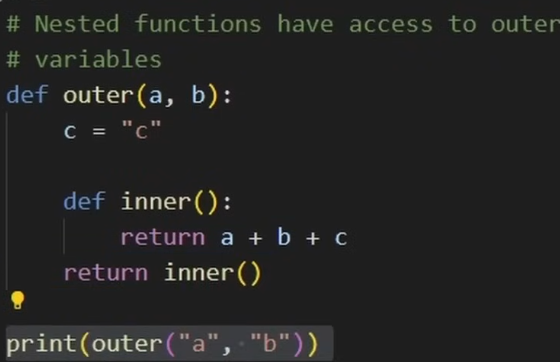 # Nested functions have access to outer
# variables
def outer(a, b):
    c = "c"
    def inner():
        return a + b + c
    return inner()
print(outer("a", "b"))